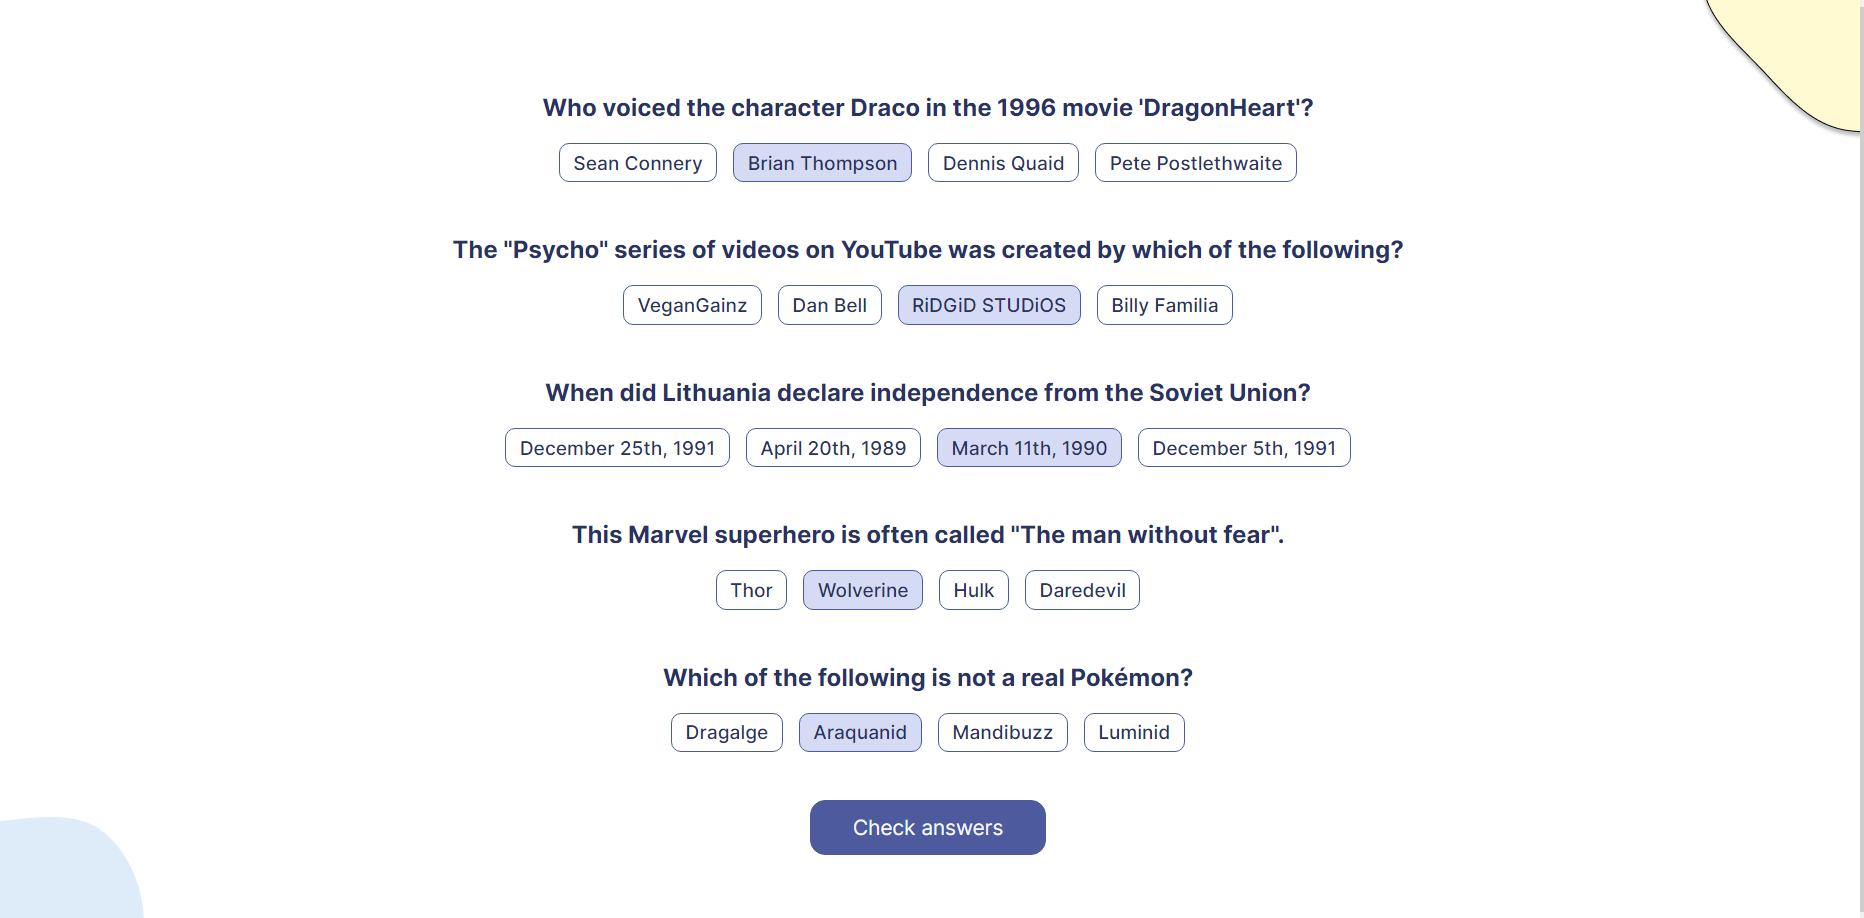 Who voiced the character Draco in the 1996 movie 'DragonHeart'?
Sean Connery Brian Thompson Dennis Quaid Pete Postlethwaite
The "Psycho" series of videos on YouTube was created by which of the following?
VeganGainz Dan Bell RiDGiD STUDiOS Billy Familia
When did Lithuania declare independence from the Soviet Union?
December 25th, 1991 April 20th, 1989 March 11th, 1990 December 5th, 1991
This Marvel superhero is often called "The man without fear".
Thor Wolverine Hulk Daredevil
Which of the following is not a real Pokémon?
Dragalge Araquanid Mandibuzz Luminid
Check answers